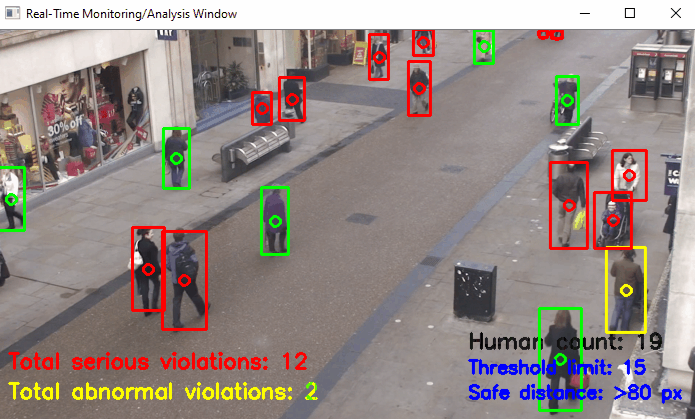 Real-Time Monitoring/Analysis Window
30% off
Human count: 19
Total serious violations: 12
Threshold limit: 15
Total abnormal violations: 2
Safe distance: >80 px